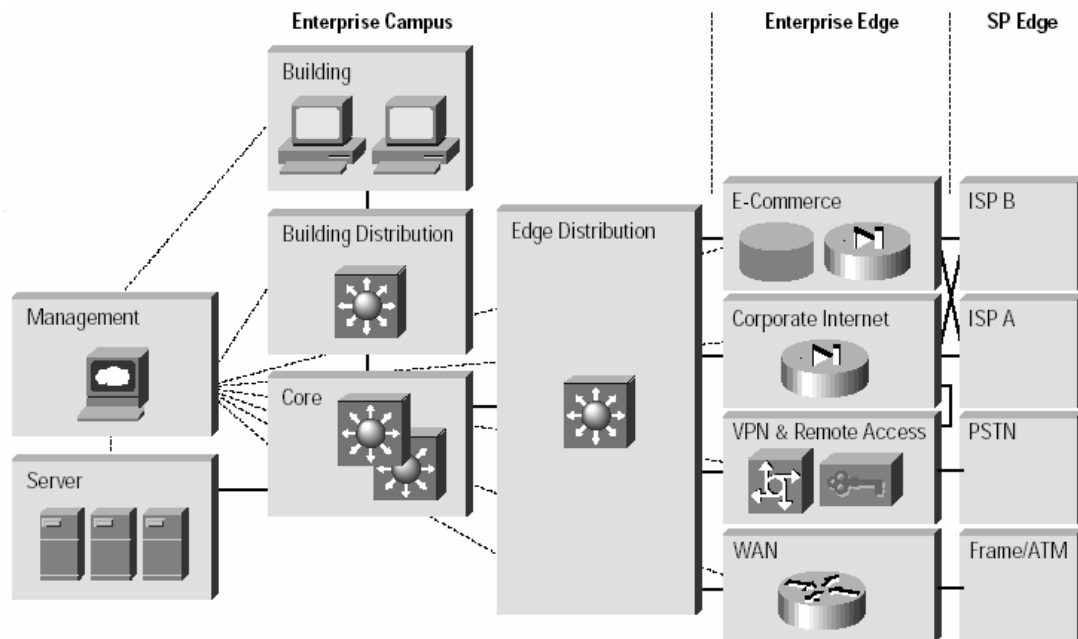 Enterprise Campus
Enterprise Edge
SP Edge
Building
Building Distribution
Management
Core
Server
Edge Distribution
E-Commerce
Corporate Internet
VPN & Remote Access
WAN
ISP B
ISP A
PSTN
Frame/ATM